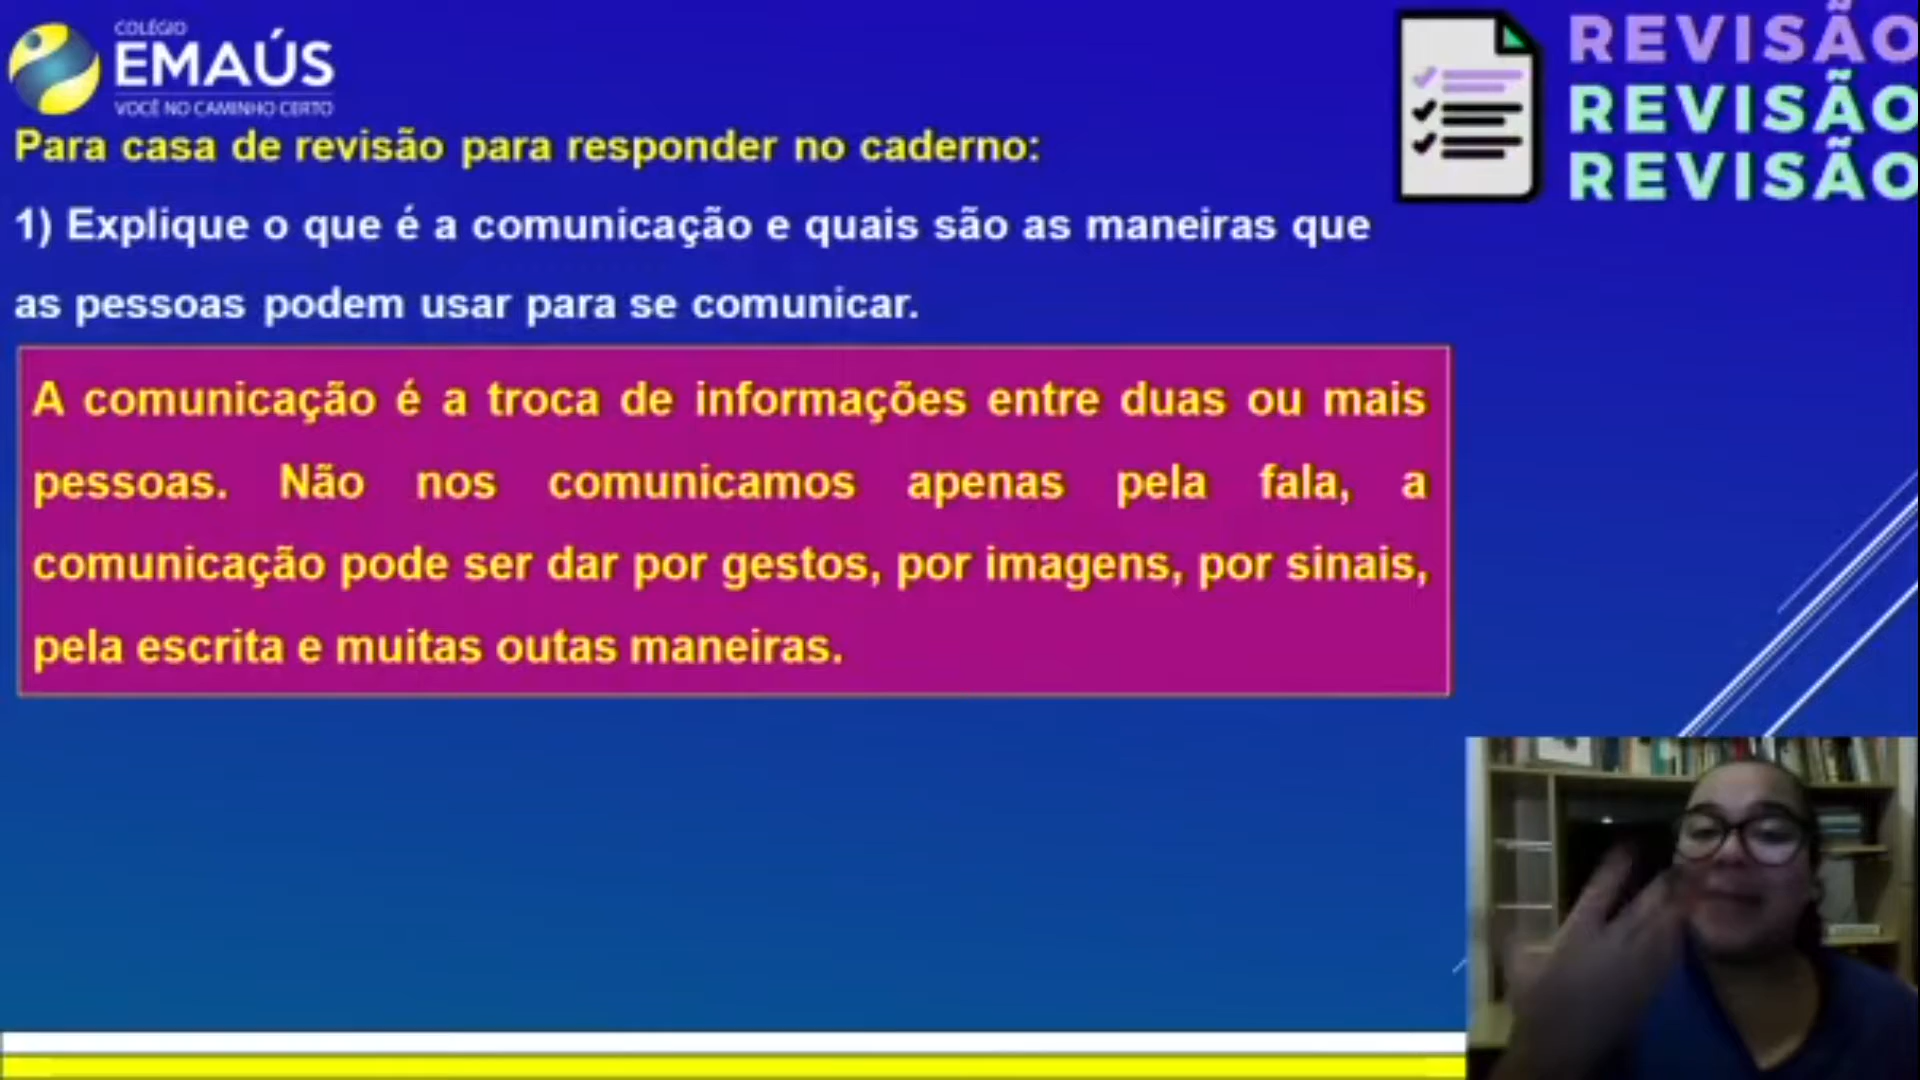 COLÉGIO
EMAÚS
VOCÊ NO CAMINHO CERTO
REVISÃO
REVISÃO
REVISÃO
Para casa de revisão para responder no caderno:
1) Explique o que é a comunicação e quais são as maneiras que
as pessoas podem usar para se comunicar.
A comunicação é a troca de informações entre duas ou mais
pessoas. Não nos comunicamos apenas pela fala, a
comunicação pode ser dar por gestos, por imagens, por sinais,
pela escrita e muitas outas maneiras.